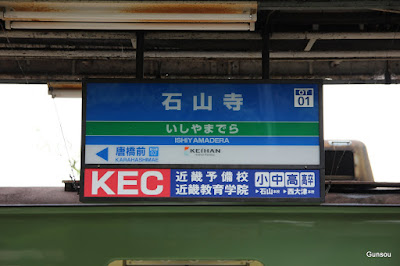 石山寺
OT
01
いしやまでら
ISHIYAMADERA
唐橋前
KARAHASHIMAE
KEIHAN
KEC
近畿予備校
近畿教育学院
小中高
石山
西大津
Gunsou